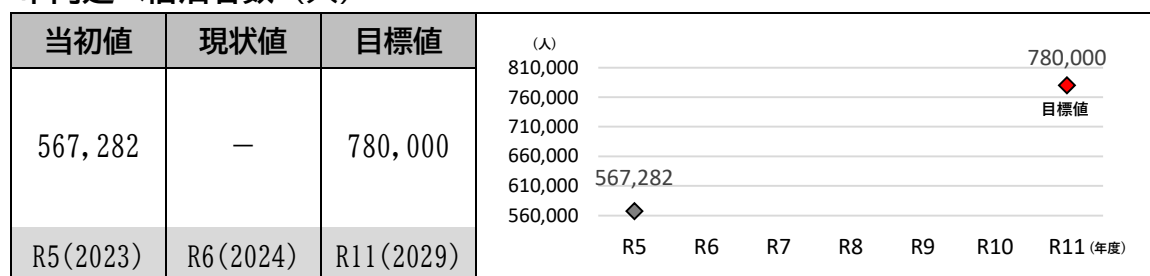 当初値 現状値 目標値
567,282 － 780,000
R5(2023) R6(2024) R11(2029)
(人)
810,000
760,000
710,000
660,000
610,000
560,000
780,000
目標値
567,282
R5 R6 R7 R8 R9 R10 R11 (年度)